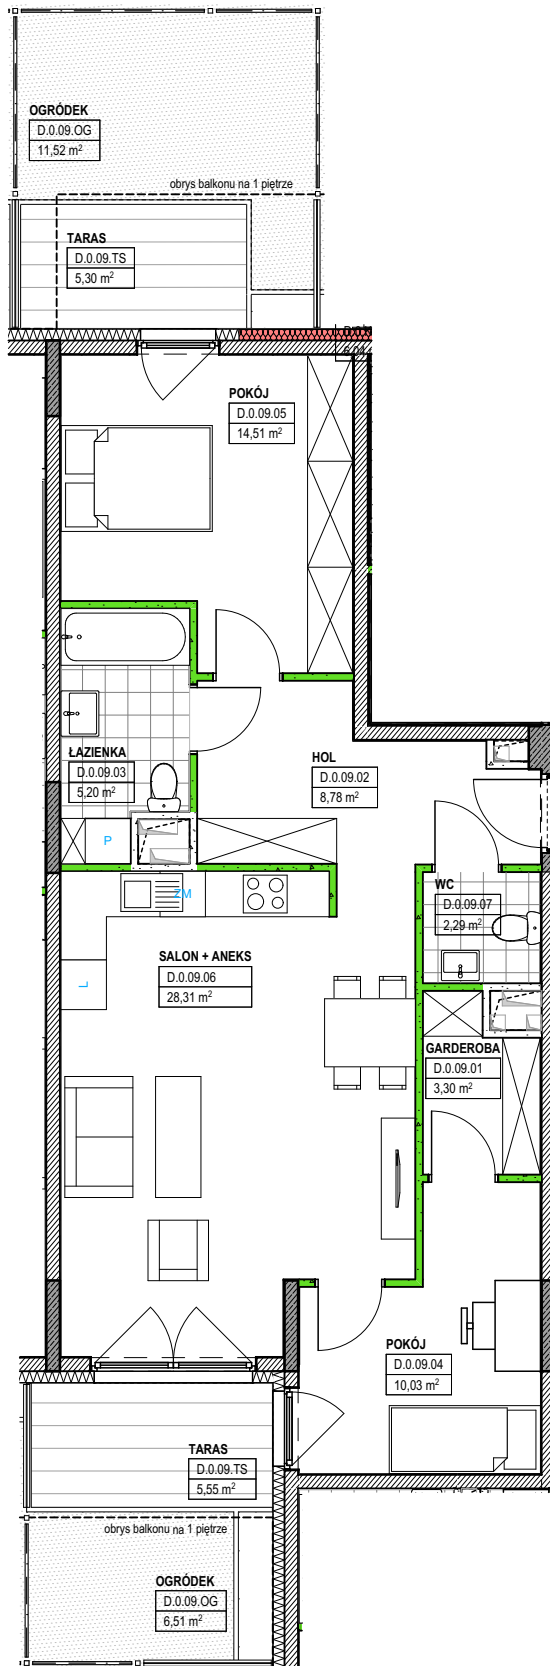 OGRÓDEK
D.0.09.OG
11,52 m²
obrys balkonu na 1 piętrze
TARAS
D.0.09.TS
5,30 m²
POKÓJ
D.0.09.05
14,51 m²
ŁAZIENKA
D.0.09.03
5,20 m²
HOL
D.0.09.02
8,78 m²
P
WC
D.0.09.07
2,29 m²
ZM
SALON + ANEKS
D.0.09.06
28,31 m²
L
GARDEROBA
D.0.09.01
3,30 m²
POKÓJ
D.0.09.04
10,03 m²
TARAS
D.0.09.TS
5,55 m²
obrys balkonu na 1 piętrze
OGRÓDEK
D.0.09.OG
6,51 m²